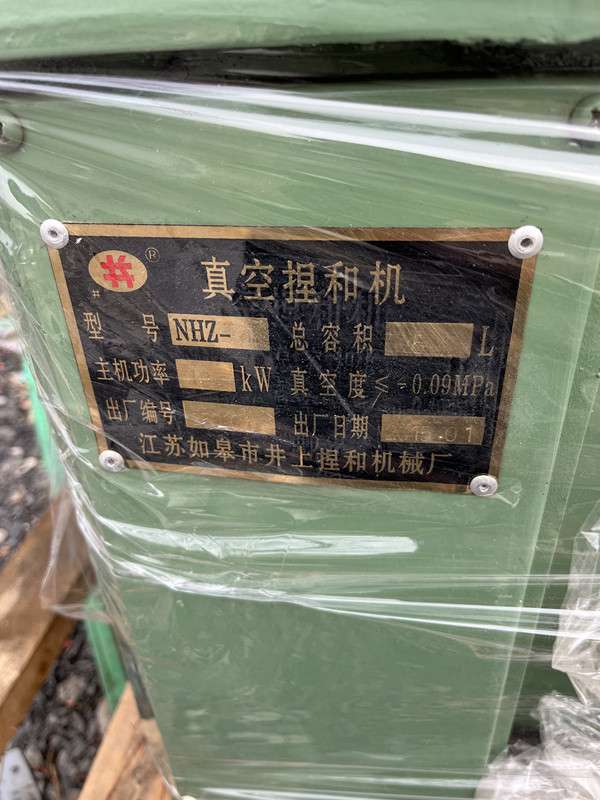 ®
真空捏和机
型号 NHZ- 总容积 L
主机功率 kW 真空度≤-0.09MPa
出厂编号 出厂日期
江苏如皋市井上捏和机械厂